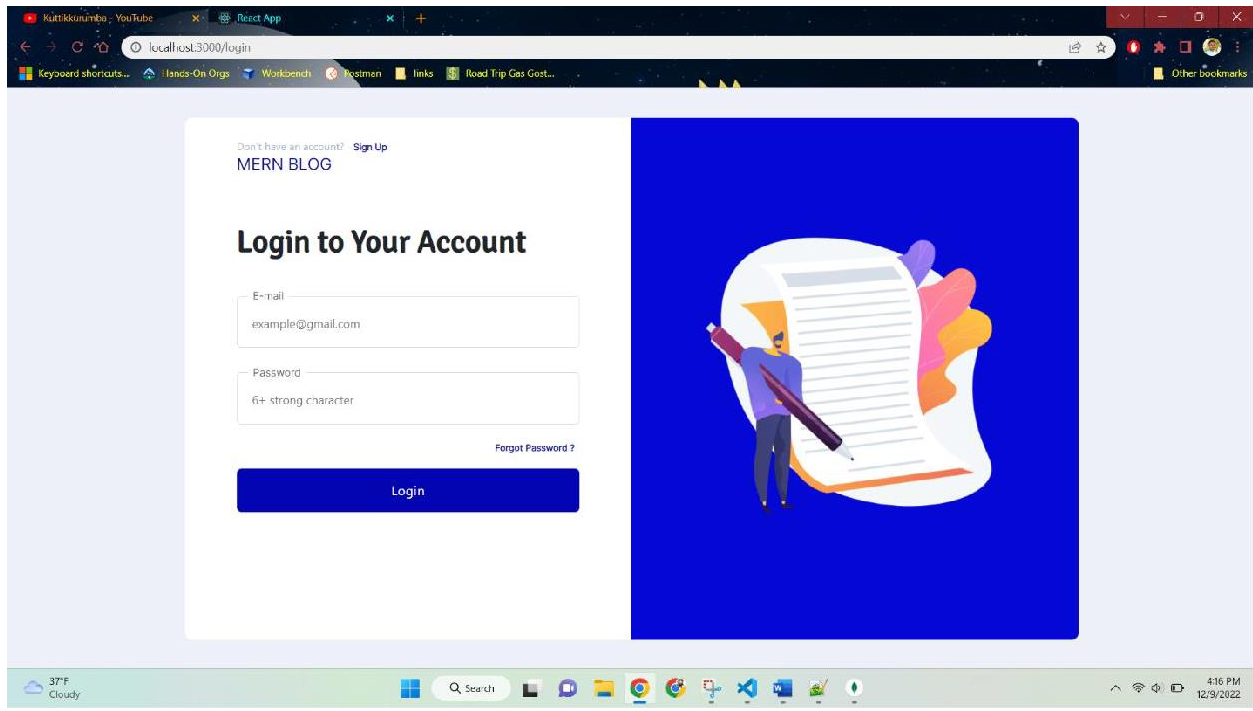 Kuttikkurumba - YouTube
React App
localhost:3000/login
Keyboard shortcuts...
Hands-On Orgs
Workbench
Postman
links
Road Trip Gas Cost...
Other bookmarks
Don't have an account? Sign Up
MERN BLOG
Login to Your Account
E-mail
example@gmail.com
Password
6+ strong character
Forgot Password ?
Login
37°F
Cloudy
Search
4:16 PM
12/9/2022